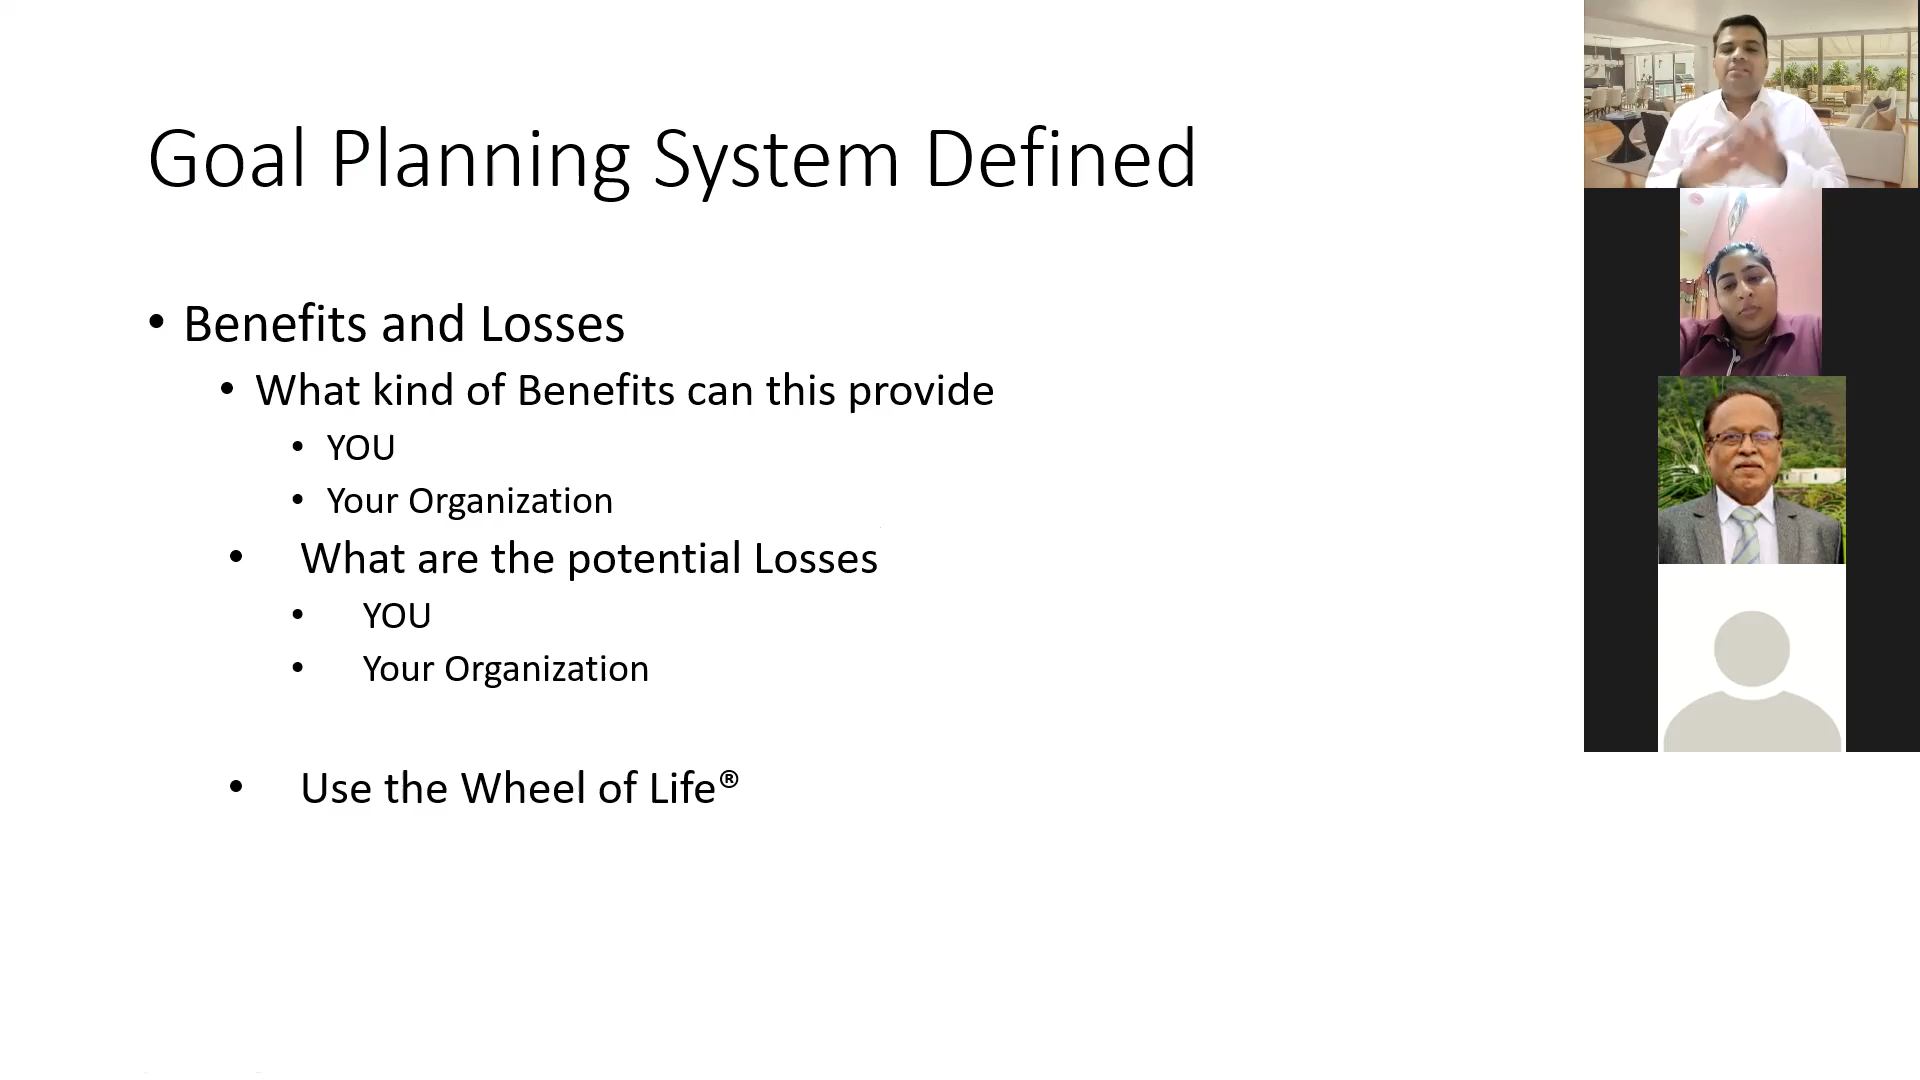 Goal Planning System Defined
• Benefits and Losses
• What kind of Benefits can this provide
• YOU
• Your Organization
• What are the potential Losses
• YOU
• Your Organization
• Use the Wheel of Life®